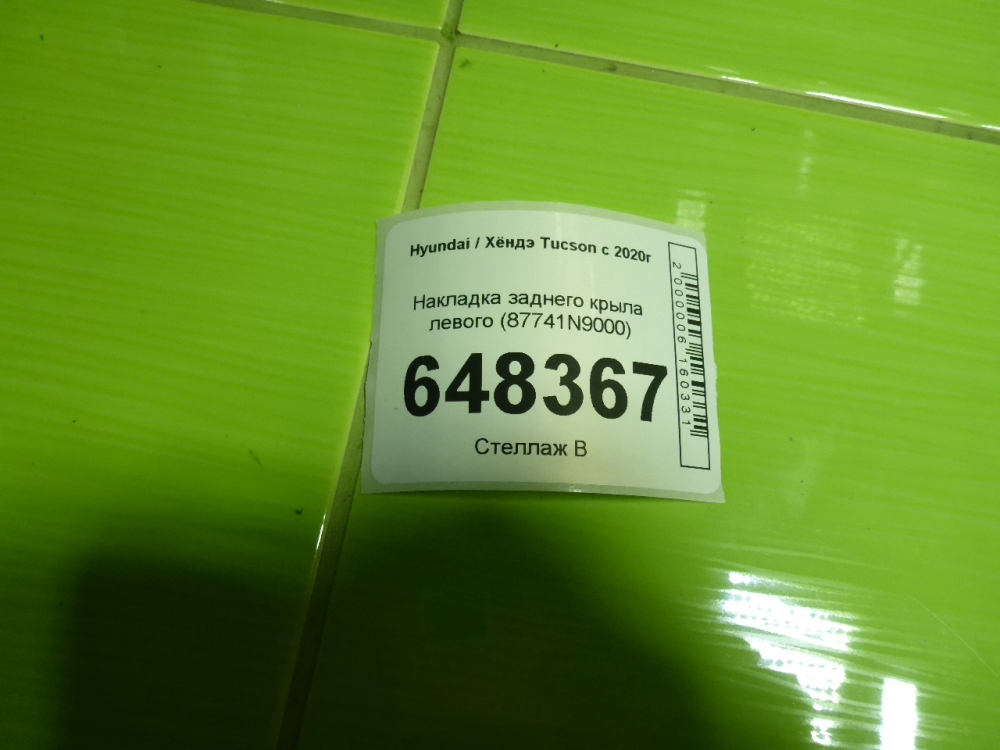 Hyundai / Хёндэ Tucson с 2020г
Накладка заднего крыла
левого (87741N9000)
648367
Стеллаж В
2000006160331